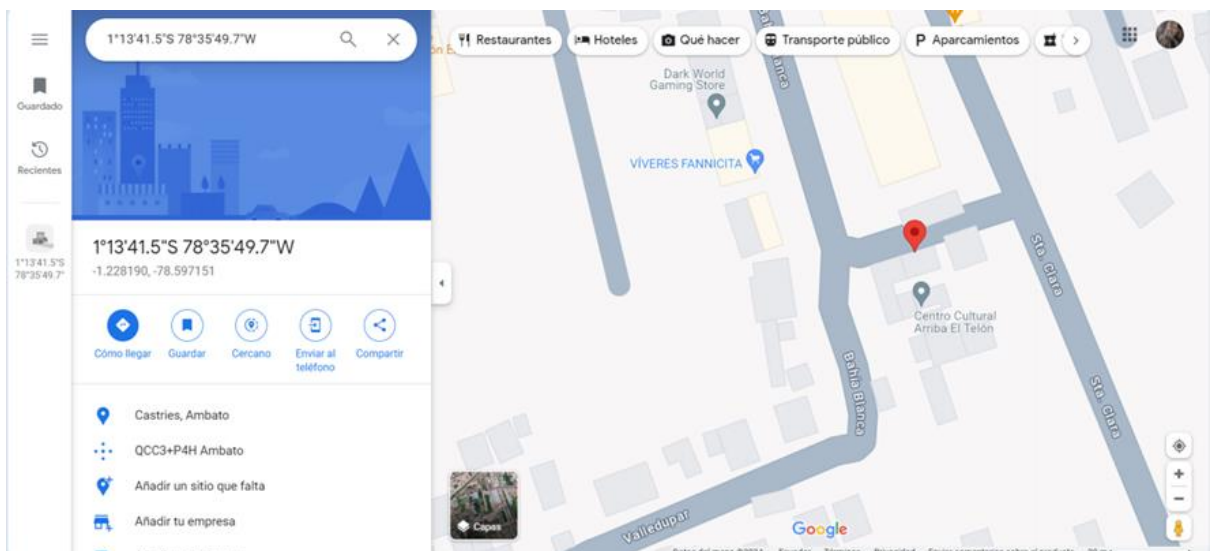 1°13'41.5"S 78°35'49.7"W
Guardado
Recientes
1°13'41.5"S
78°35'49.7"
1°13'41.5"S 78°35'49.7"W
-1.228190, -78.597151
Cómo llegar
Guardar
Cercano
Enviar al
teléfono
Compartir
Castries, Ambato
QCC3+P4H Ambato
Añadir un sitio que falta
Añadir tu empresa
Restaurantes
Hoteles
Qué hacer
Transporte público
P Aparcamientos
Dark World
Gaming Store
VÍVERES FANNICITA
Blanca
Sta. Clara
Centro Cultural
Arriba El Telón
Bahía Blanca
Sta. Clara
Valledupar
Capas
Google